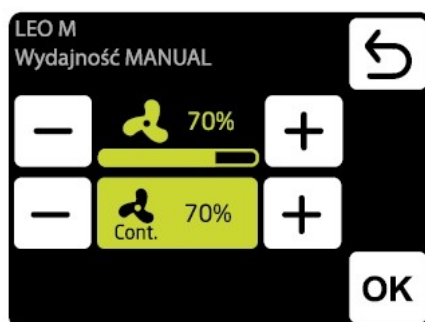 LEO M
Wydajność MANUAL
70%
Cont. 70%
OK